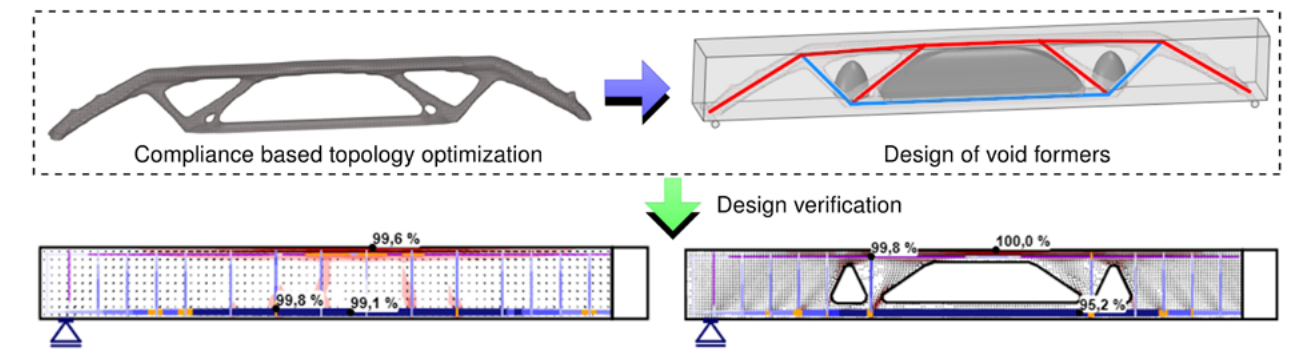 Compliance based topology optimization
Design of void formers
Design verification
99,6 %
99,8 %
99,1 %
99,8 %
100,0 %
95,2 %